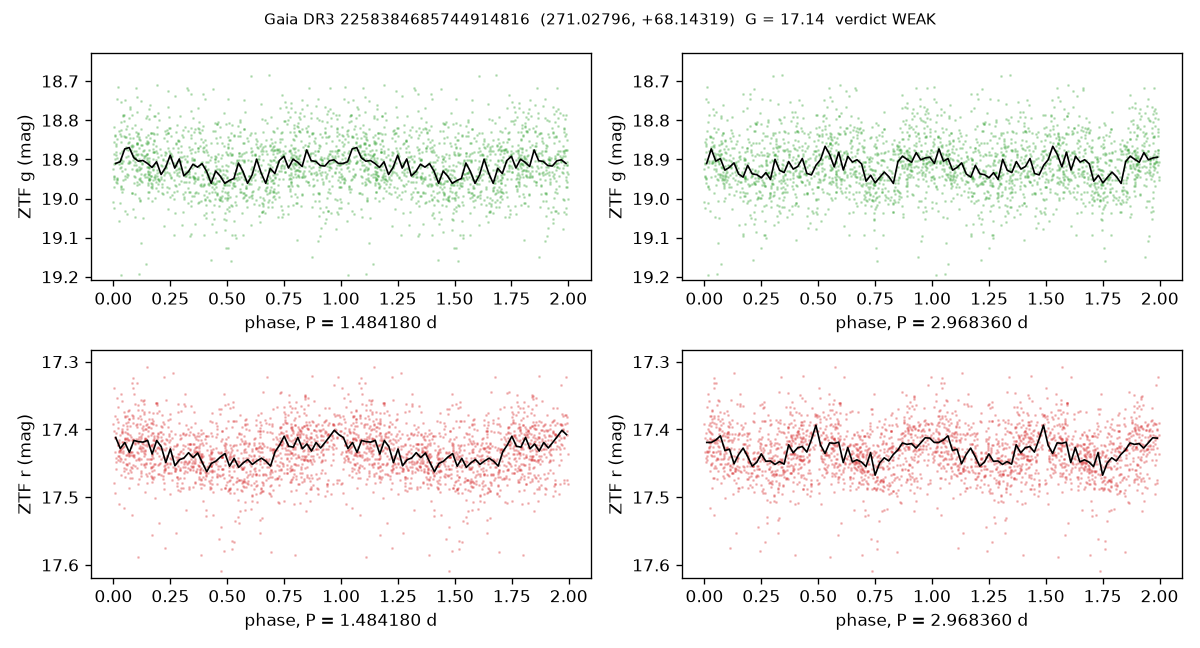 Gaia DR3 2258384685744914816 (271.02796, +68.14319) G = 17.14 verdict WEAK
ZTF g (mag)
18.7
18.8
18.9
19.0
19.1
19.2
0.00 0.25 0.50 0.75 1.00 1.25 1.50 1.75 2.00
phase, P = 1.484180 d
ZTF g (mag)
18.7
18.8
18.9
19.0
19.1
19.2
0.00 0.25 0.50 0.75 1.00 1.25 1.50 1.75 2.00
phase, P = 2.968360 d
ZTF r (mag)
17.3
17.4
17.5
17.6
0.00 0.25 0.50 0.75 1.00 1.25 1.50 1.75 2.00
phase, P = 1.484180 d
ZTF r (mag)
17.3
17.4
17.5
17.6
0.00 0.25 0.50 0.75 1.00 1.25 1.50 1.75 2.00
phase, P = 2.968360 d